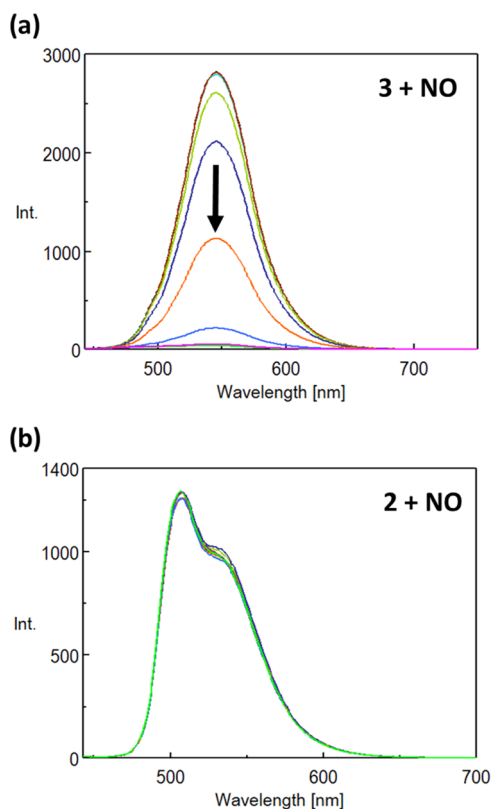 (a)
3000
3 + NO
2000
Int.
1000
0
500 600 700
Wavelength [nm]
(b)
1400
2 + NO
1000
Int.
500
0
500 600 700
Wavelength [nm]